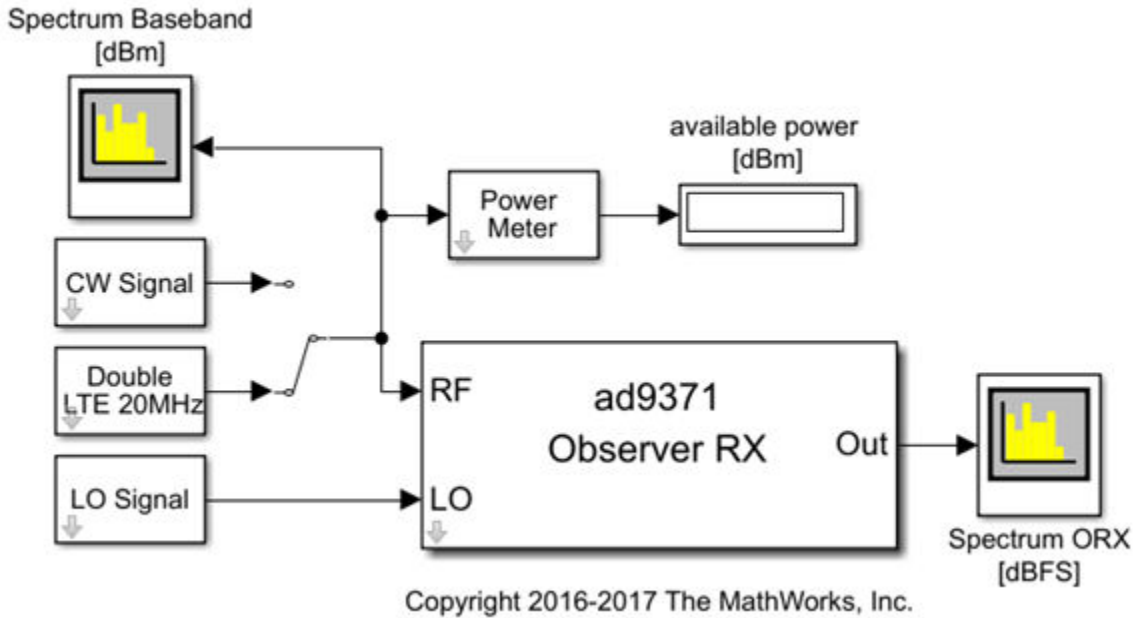 Spectrum Baseband
[dBm]
available power
[dBm]
Power
Meter
CW Signal
Double
LTE 20MHz
LO Signal
RF
LO
ad9371
Observer RX
Out
Spectrum ORX
[dBFS]
Copyright 2016-2017 The MathWorks, Inc.